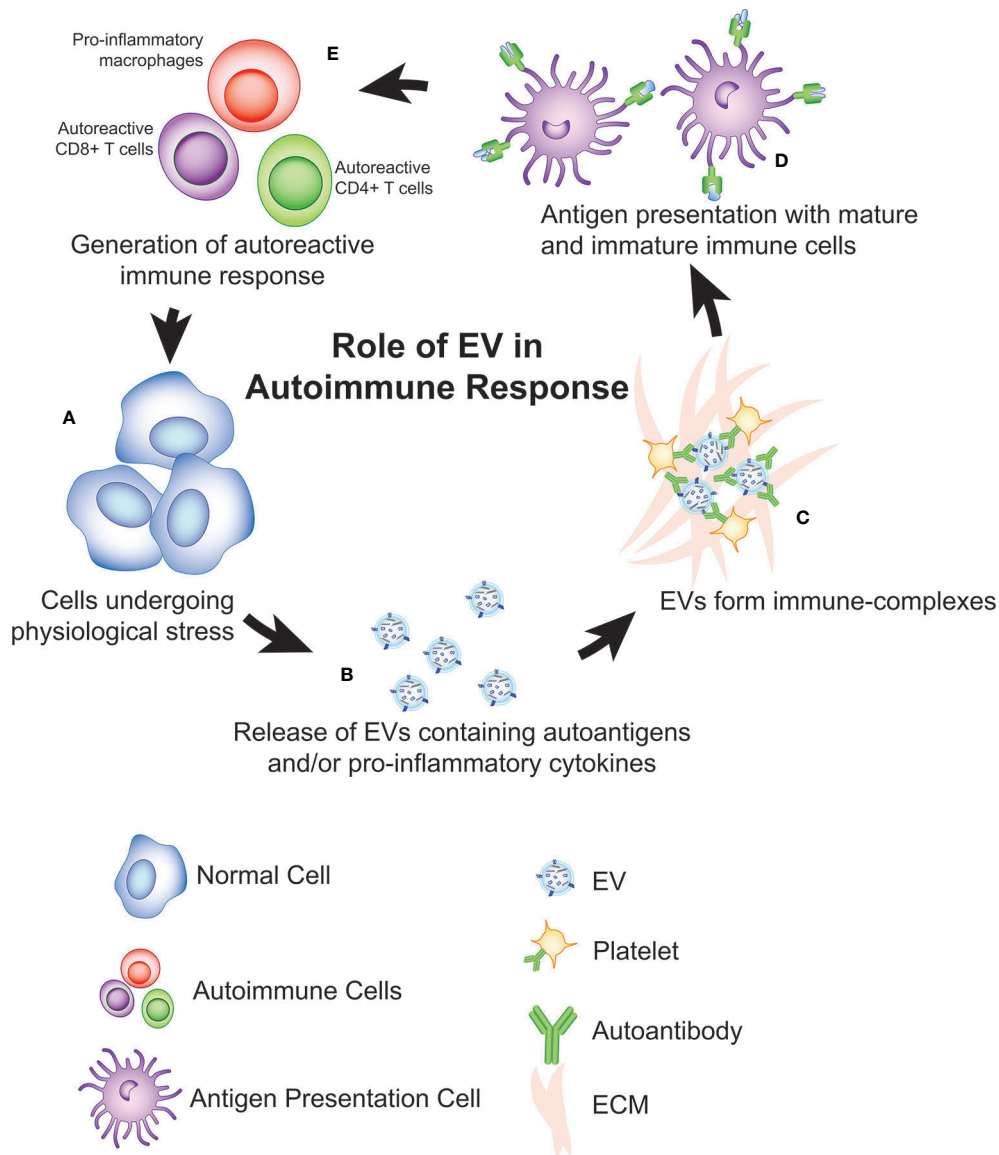 Pro-inflammatory
macrophages
E
Autoreactive
CD8+ T cells
Autoreactive
CD4+ T cells
Generation of autoreactive
immune response
D
Antigen presentation with mature
and immature immune cells
Role of EV in
Autoimmune Response
A
Cells undergoing
physiological stress
C
EVs form immune-complexes
B
Release of EVs containing autoantigens
and/or pro-inflammatory cytokines
Normal Cell
Autoimmune Cells
Antigen Presentation Cell
EV
Platelet
Autoantibody
ECM